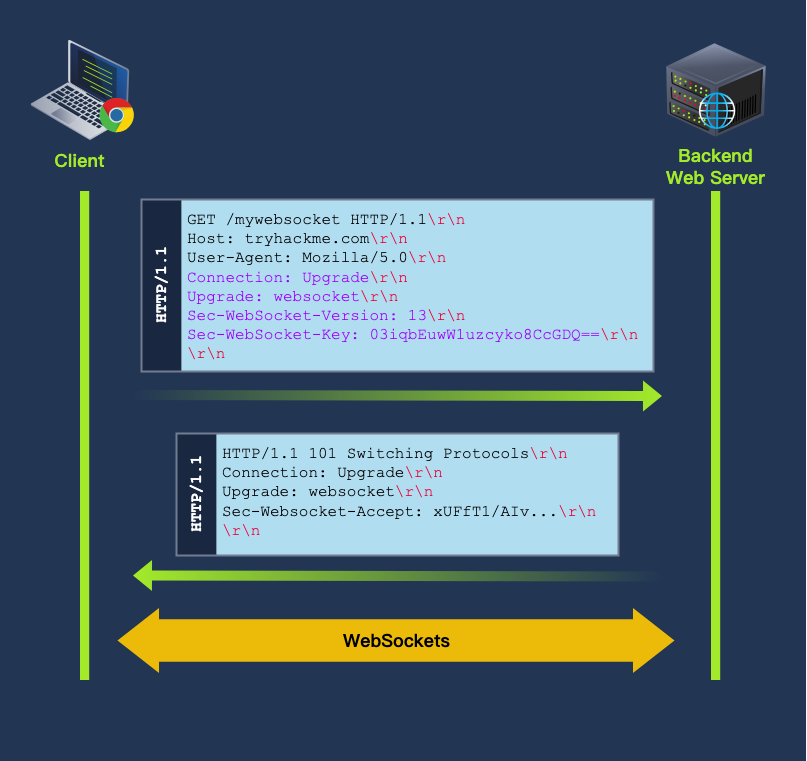 Client
Backend
Web Server
HTTP/1.1
GET /mywebsocket HTTP/1.1\r\n
Host: tryhackme.com\r\n
User-Agent: Mozilla/5.0\r\n
Connection: Upgrade\r\n
Upgrade: websocket\r\n
Sec-WebSocket-Version: 13\r\n
Sec-WebSocket-Key: 03iqbEuwW1uzcyko8CcGDQ==\r\n
\r\n
HTTP/1.1
HTTP/1.1 101 Switching Protocols\r\n
Connection: Upgrade\r\n
Upgrade: websocket\r\n
Sec-Websocket-Accept: xUFfT1/AIv...\r\n
\r\n
WebSockets